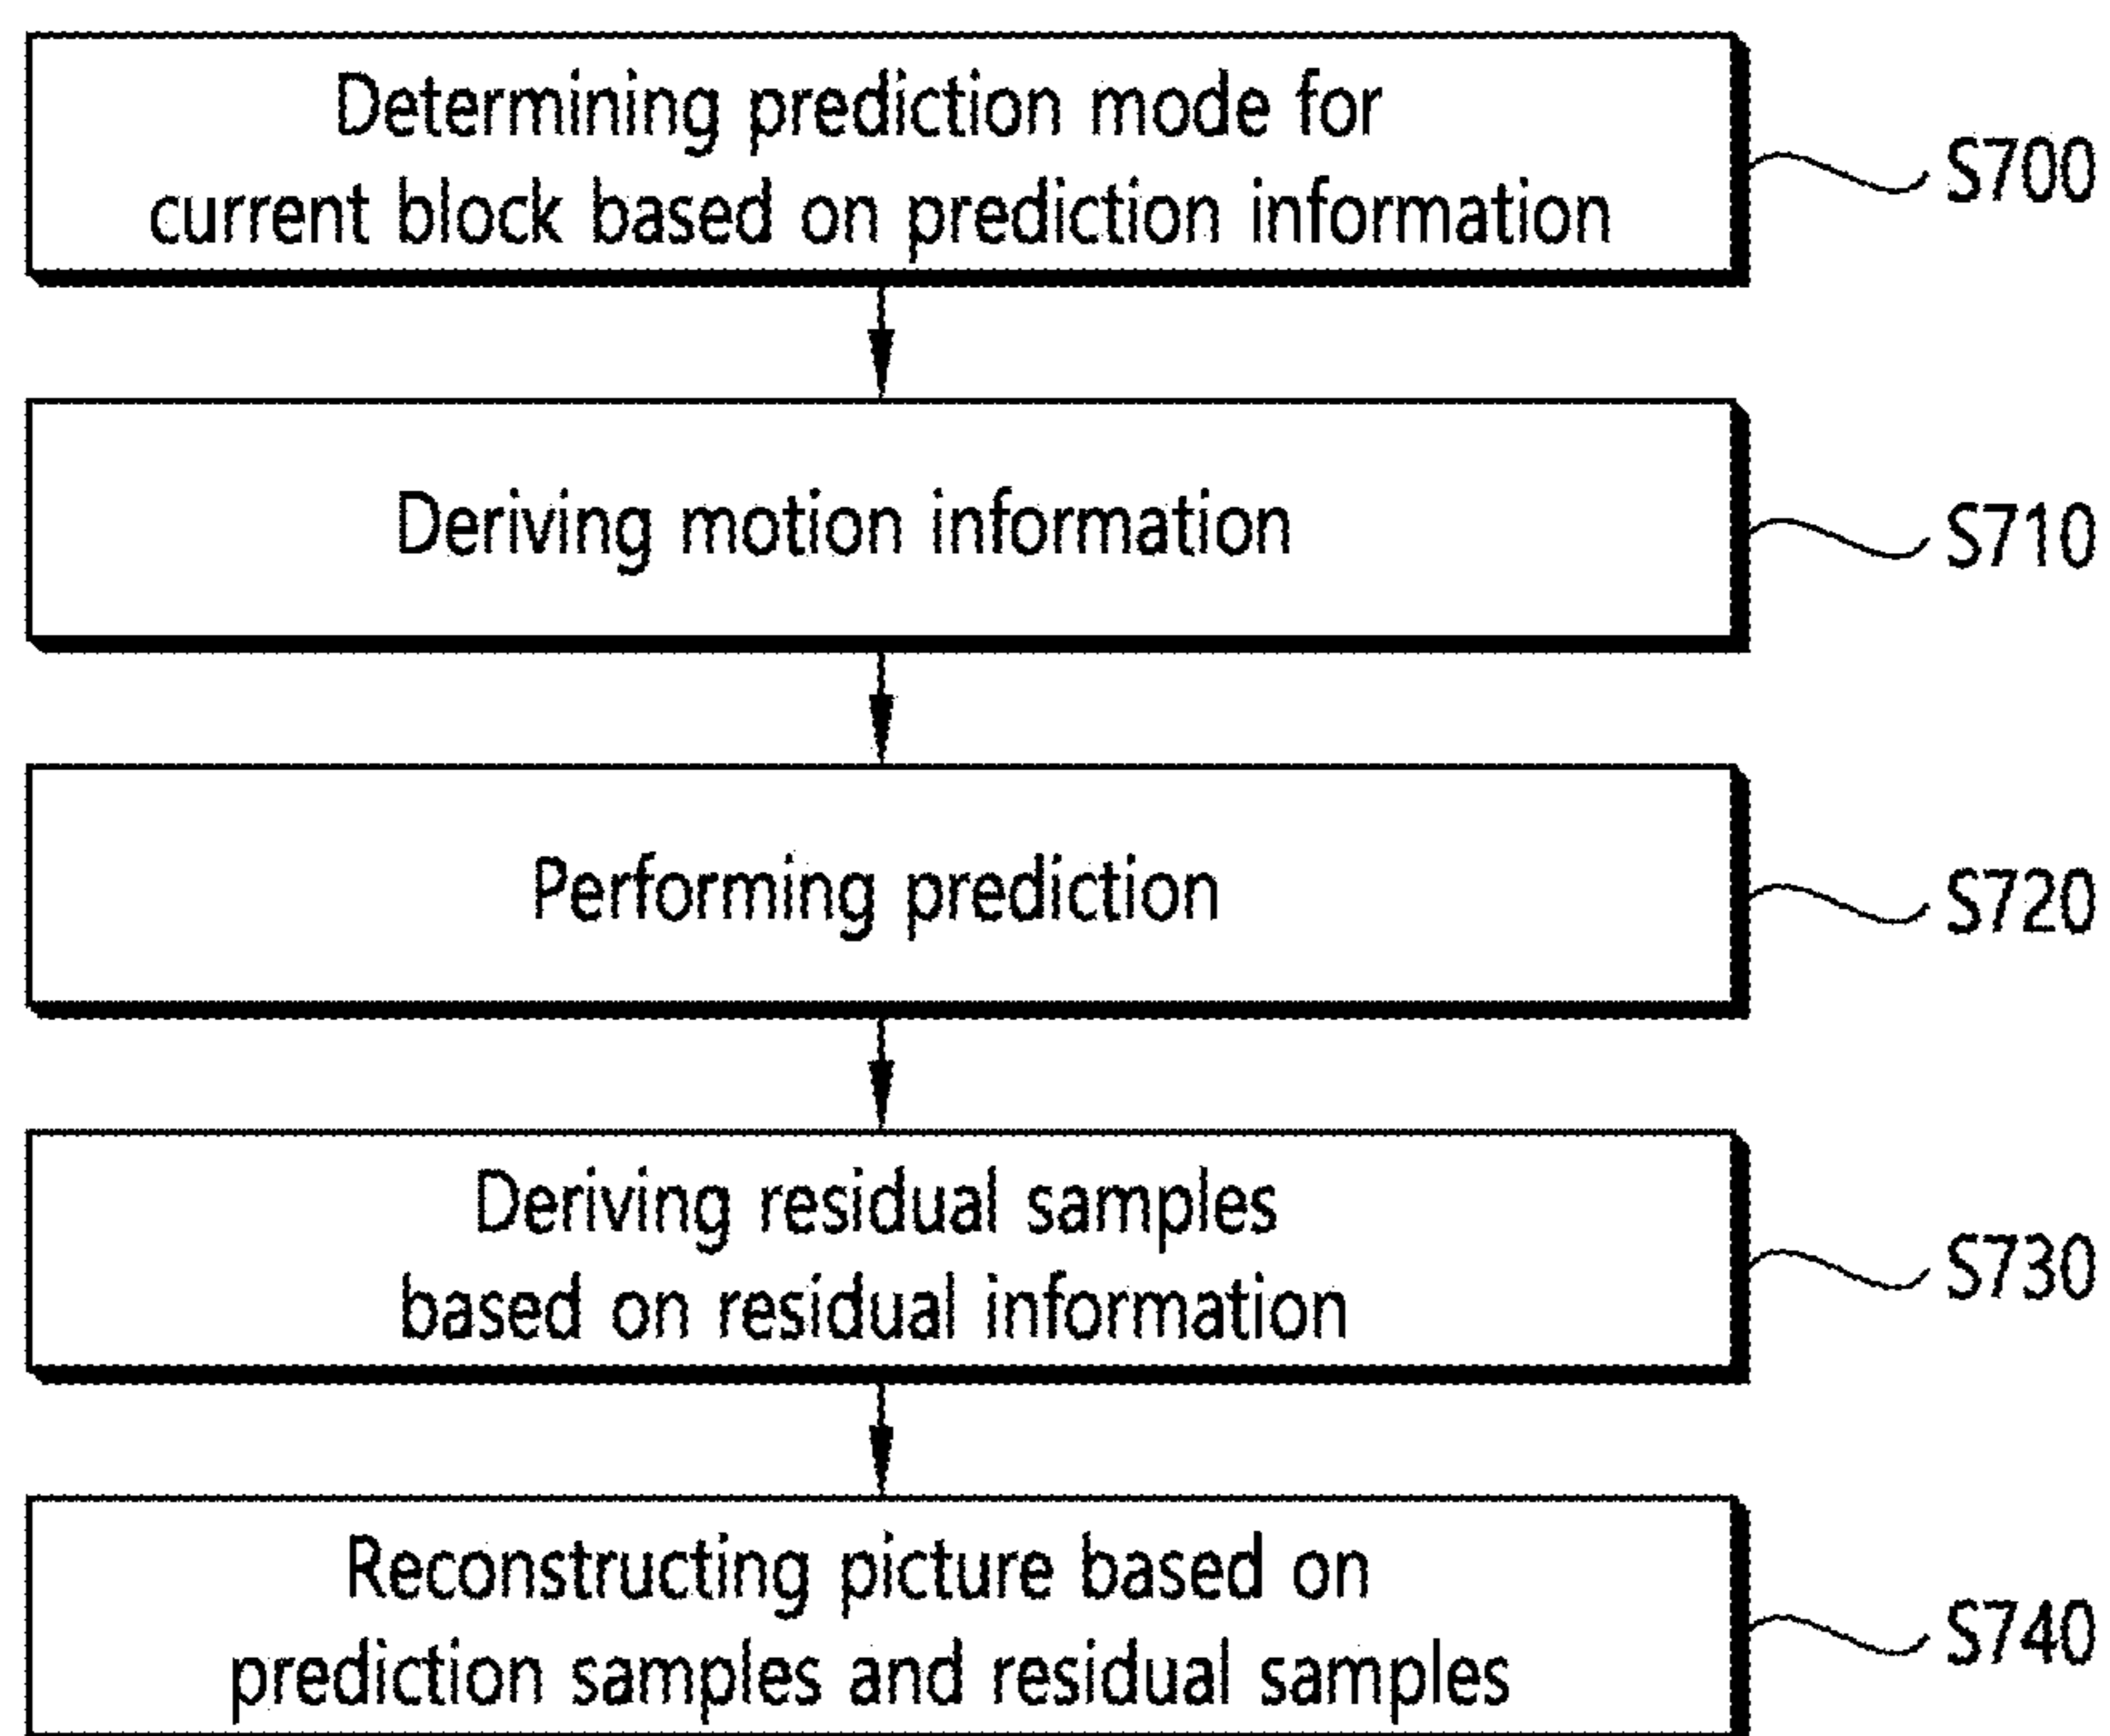 Determining prediction mode for
current block based on prediction information
S700
Deriving motion information
S710
Performing prediction
S720
Deriving residual samples
based on residual information
S730
Reconstructing picture based on
prediction samples and residual samples
S740